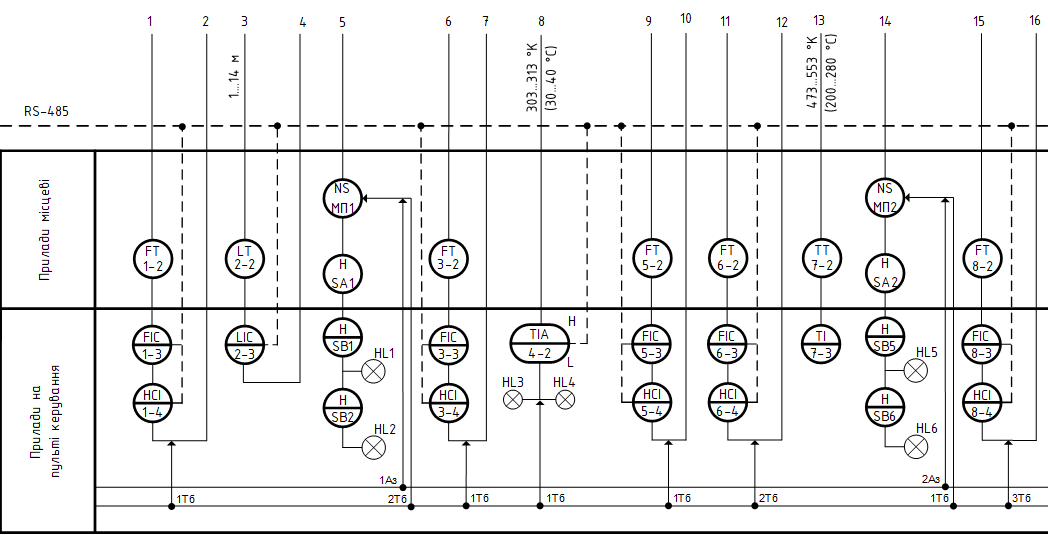 1 2 3 4 5 6 7 8 9 10 11 12 13 14 15 16
1...14 м
303...313 °К
(30...40 °С)
473...553 °К
(200...280 °С)
RS-485
Прилади місцеві
NS
МП1
NS
МП2
FT
1-2
LT
2-2
H
SA1
FT
3-2
FT
5-2
FT
6-2
TT
7-2
H
SA2
FT
8-2
Прилади на
пульті керування
FIC
1-3
LIC
2-3
H
SB1
HL1
FIC
3-3
TIA
4-2
H
L
FIC
5-3
FIC
6-3
TI
7-3
H
SB5
HL5
FIC
8-3
HCI
1-4
H
SB2
HL2
HCI
3-4
HL3
HL4
HCI
5-4
HCI
6-4
H
SB6
HL6
HCI
8-4
1Аз
2Аз
1Тб
2Тб
1Тб
1Тб
1Тб
2Тб
1Тб
3Тб